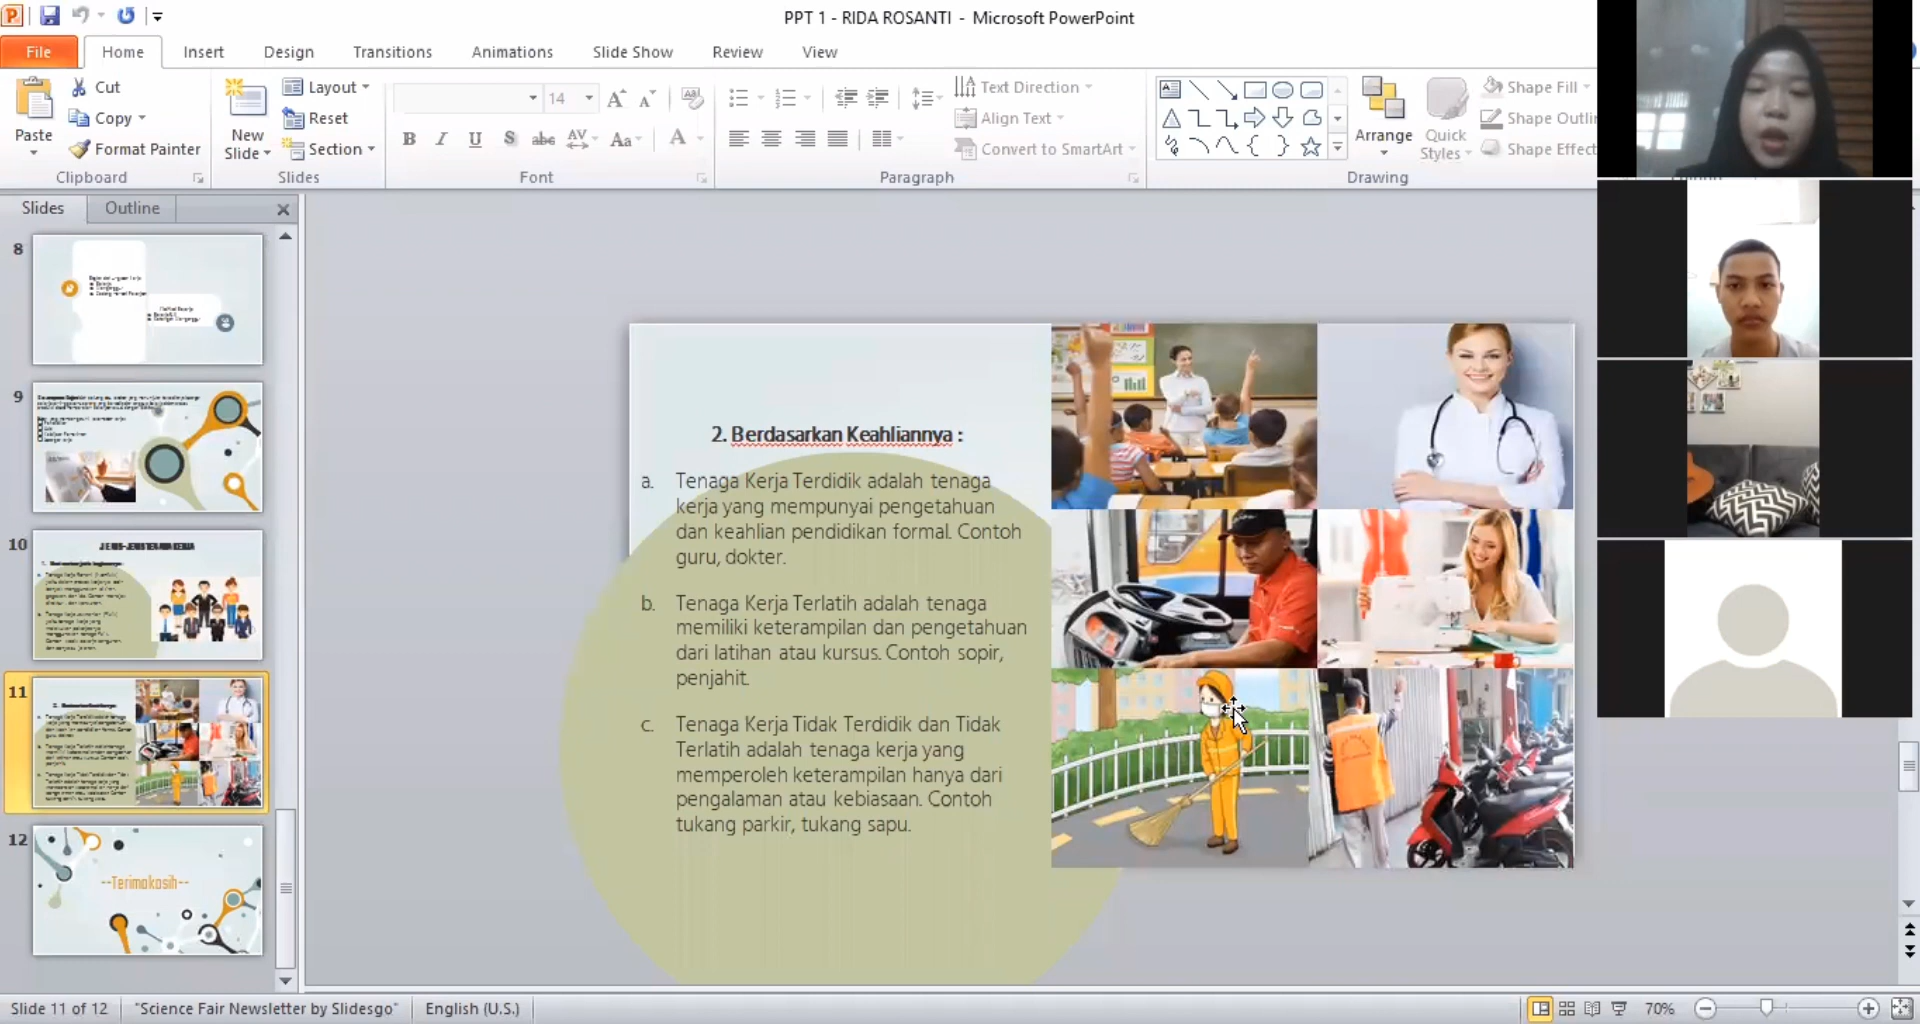 PPT 1 - RIDA ROSANTI - Microsoft PowerPoint
File Home Insert Design Transitions Animations Slide Show Review View
Paste
Cut
Copy
Format Painter
Clipboard
New Slide
Layout
Reset
Section
Slides
14
Font
Text Direction
Align Text
Convert to SmartArt
Paragraph
Arrange
Quick Styles
Shape Fill
Shape
Shape
Drawing
Slides Outline
8
9
10
JENIS-JENIS TENAGA KERJA
11
12
--Terimakasih--
2. Berdasarkan Keahliannya :
a. Tenaga Kerja Terdidik adalah tenaga
kerja yang mempunyai pengetahuan
dan keahlian pendidikan formal. Contoh
guru, dokter.
b. Tenaga Kerja Terlatih adalah tenaga
memiliki keterampilan dan pengetahuan
dari latihan atau kursus. Contoh sopir,
penjahit.
c. Tenaga Kerja Tidak Terdidik dan Tidak
Terlatih adalah tenaga kerja yang
memperoleh keterampilan hanya dari
pengalaman atau kebiasaan. Contoh
tukang parkir, tukang sapu.
Slide 11 of 12 "Science Fair Newsletter by Slidesgo" English (U.S.) 70%